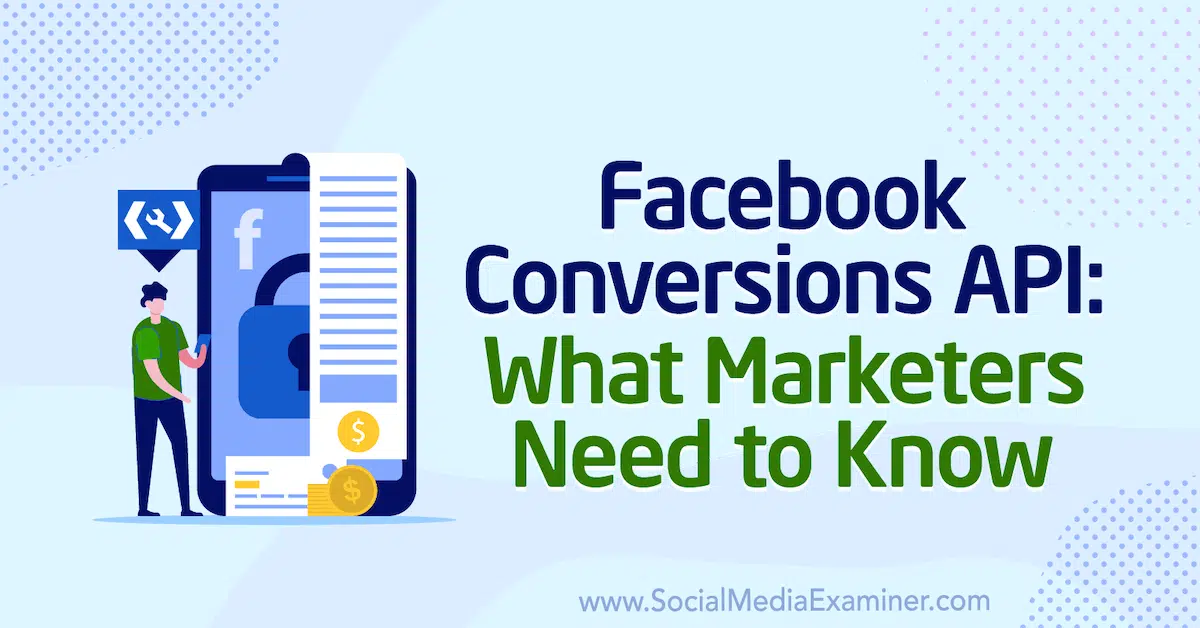 f
$
$
Facebook
Conversions API:
What Marketers
Need to Know
www.SocialMediaExaminer.com